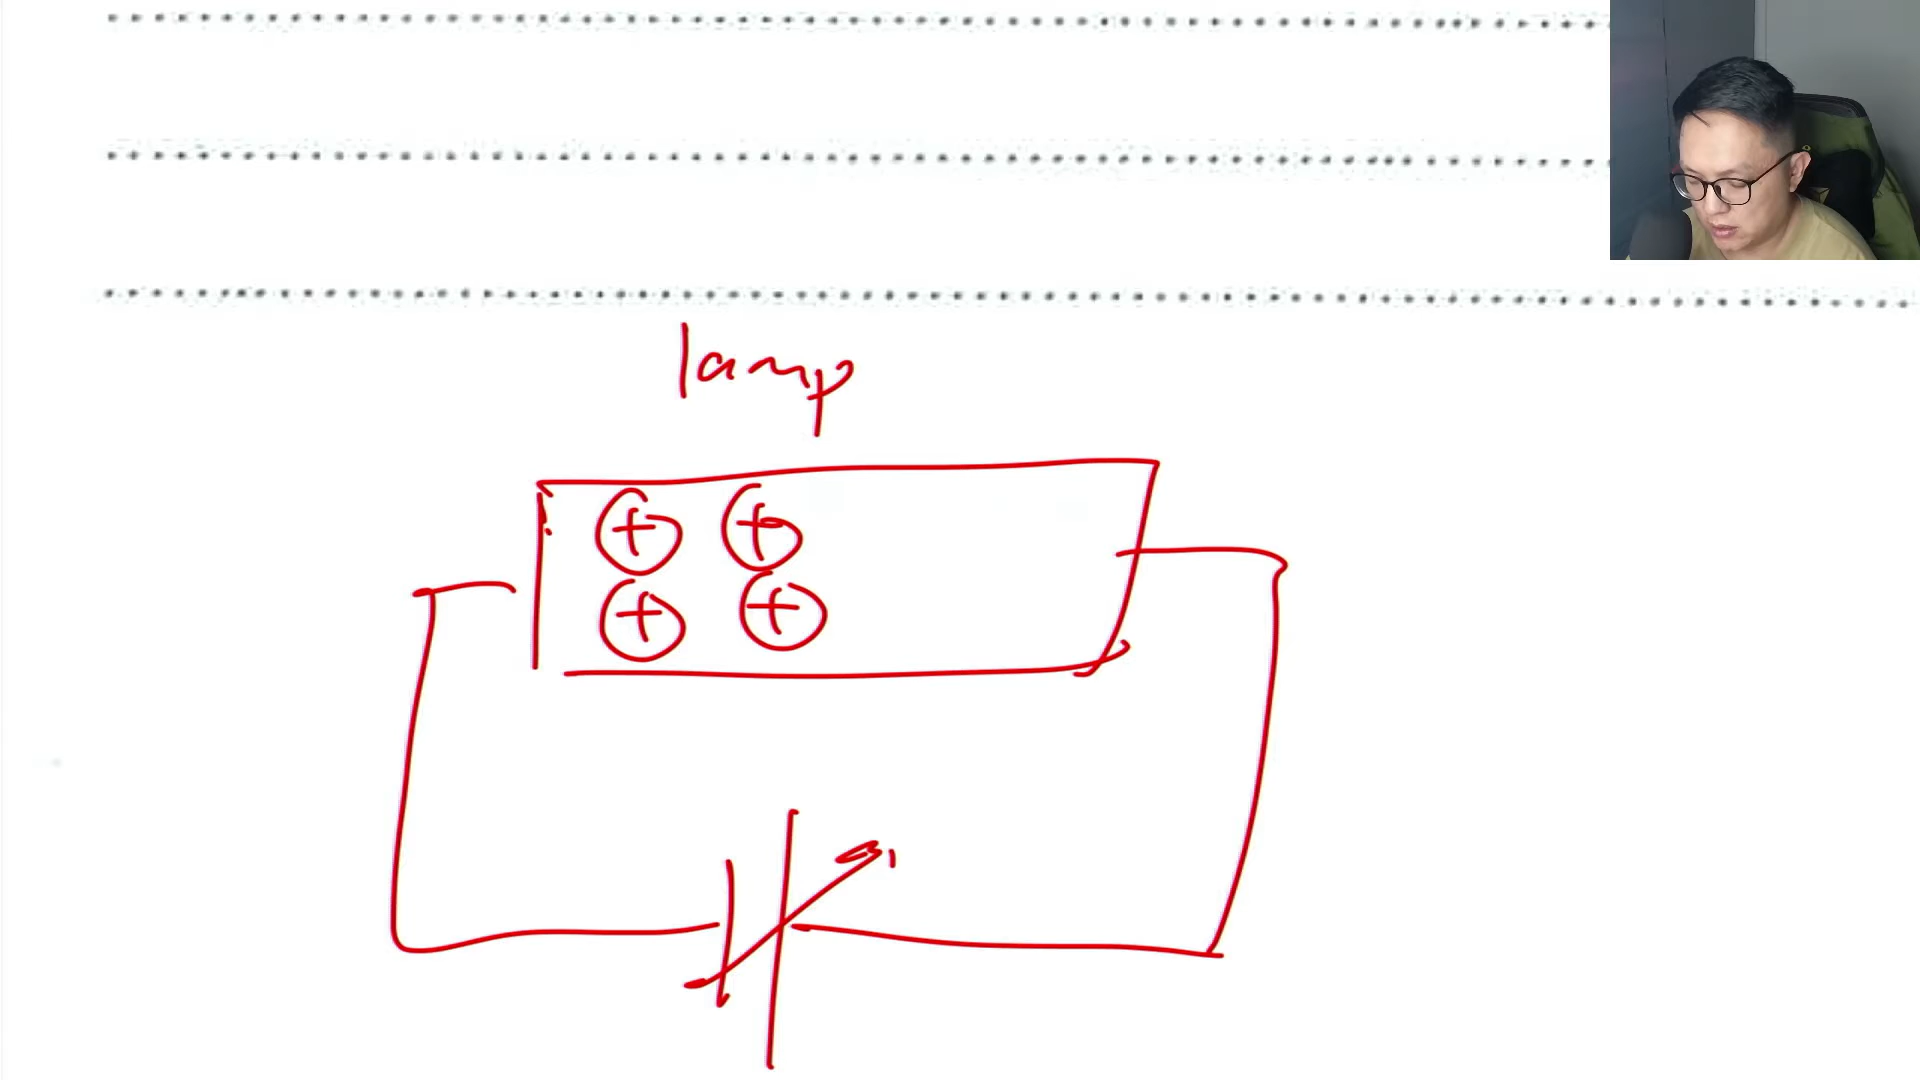 lamp
+ +
+ +